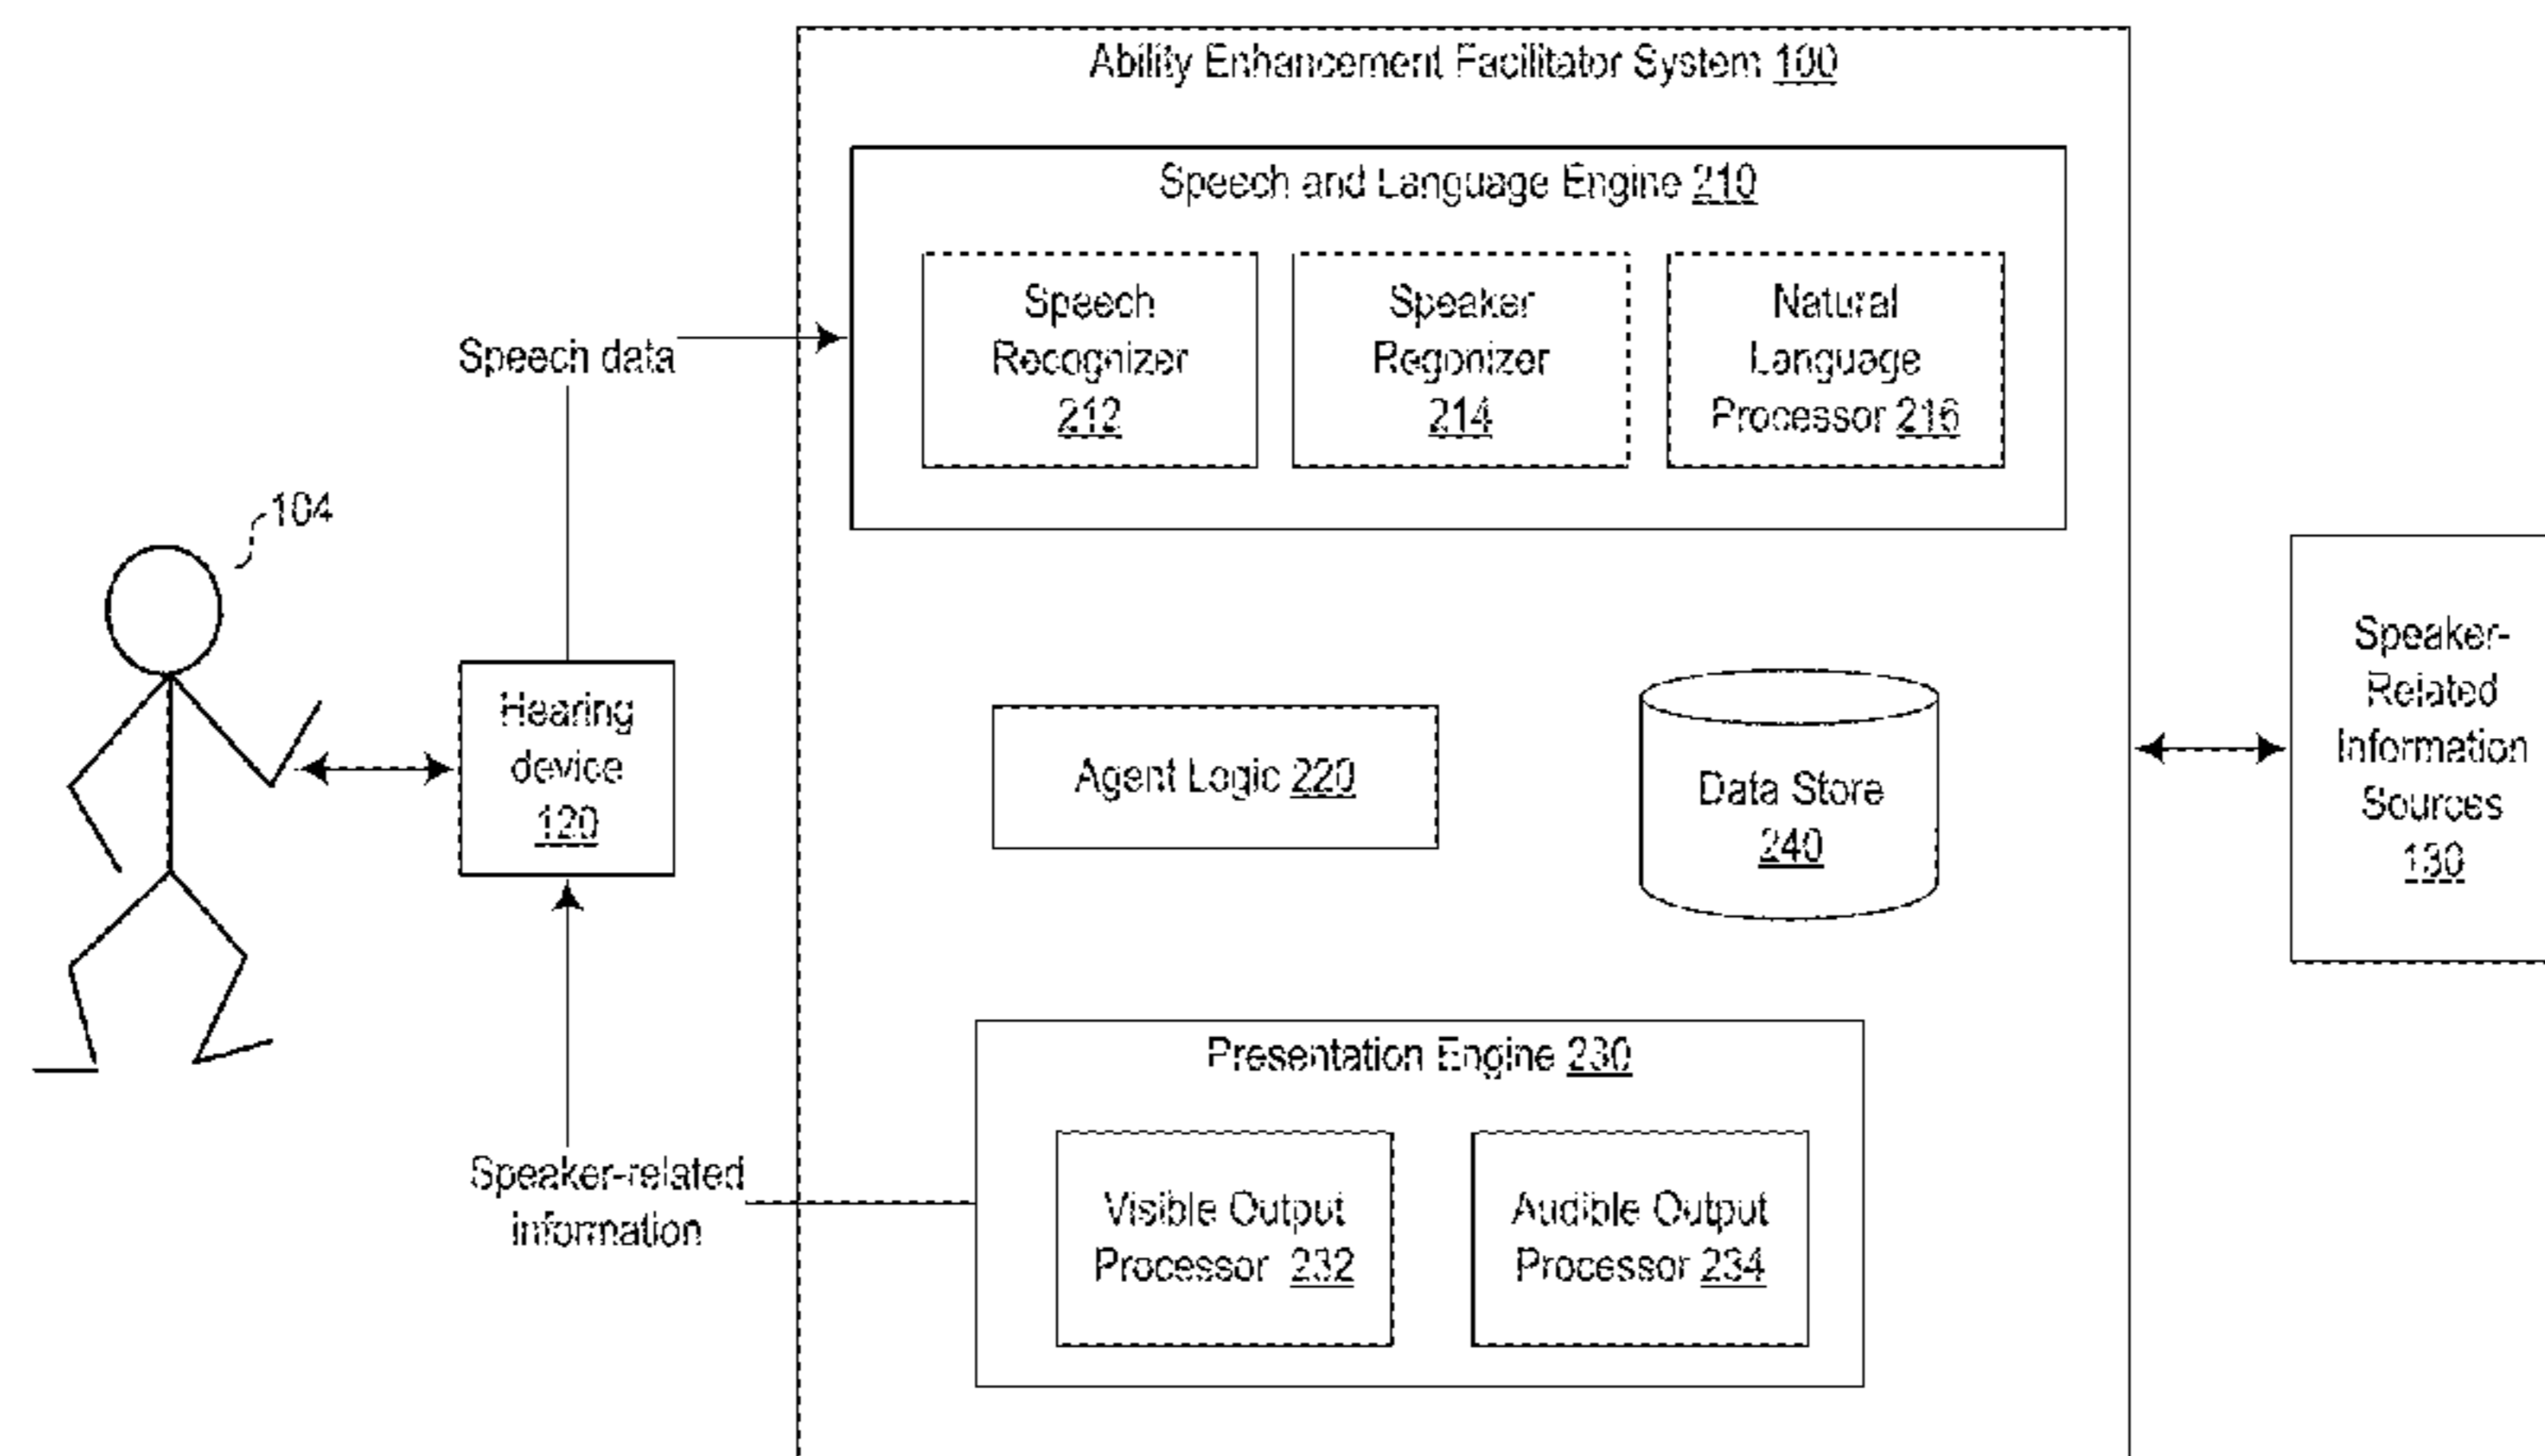 Ability Enhancement Facilitator System 100
Speech and Language Engine 210
Speech
Recognizer
212
Speaker
Regonizer
214
Natural
Language
Processor 216
Speech data
104
Hearing
device
120
Agent Logic 220
Data Store
240
Speaker-
Related
Information
Sources
130
Presentation Engine 230
Visible Output
Processor 232
Audible Output
Processor 234
Speaker-related
information